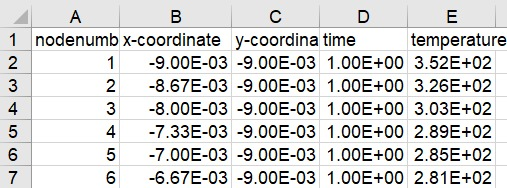 A B C D E
1 nodenumb x-coordinate y-coordina time temperature
2 1 -9.00E-03 -9.00E-03 1.00E+00 3.52E+02
3 2 -8.67E-03 -9.00E-03 1.00E+00 3.26E+02
4 3 -8.00E-03 -9.00E-03 1.00E+00 3.03E+02
5 4 -7.33E-03 -9.00E-03 1.00E+00 2.89E+02
6 5 -7.00E-03 -9.00E-03 1.00E+00 2.85E+02
7 6 -6.67E-03 -9.00E-03 1.00E+00 2.81E+02